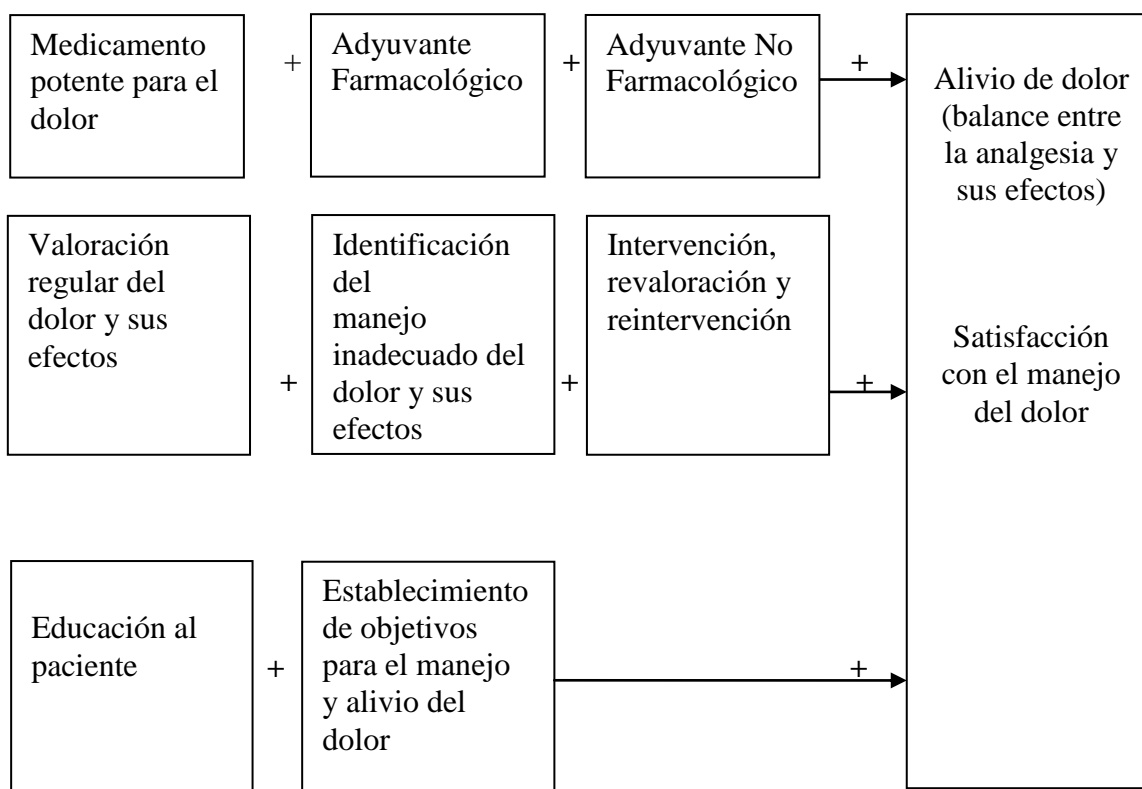 Medicamento
potente para el
dolor
+
Adyuvante
Farmacológico
+
Adyuvante No
Farmacológico
+
Alivio de dolor
(balance entre
la analgesia y
sus efectos)
Valoración
regular del
dolor y sus
efectos
+
Identificación
del
manejo
inadecuado del
dolor y sus
efectos
+
Intervención,
revaloración y
reintervención
+
Satisfacción
con el manejo
del dolor
Educación al
paciente
+
Establecimiento
de objetivos
para el manejo
y alivio del
dolor
+